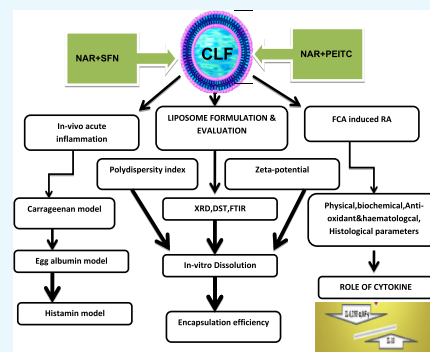 NAR+SFN
CLF
NAR+PEITC
In-vivo acute
inflammation
LIPOSOME FORMULATION &
EVALUATION
FCA induced RA
Polydispersity index
Zeta-potential
Carrageenan model
XRD,DST,FTIR
Physical,biochemical,Anti-
oxidant&haematologcal,
Histological parameters
Egg albumin model
In-vitro Dissolution
Histamin model
Encapsulation efficiency
ROLE OF CYTOKINE